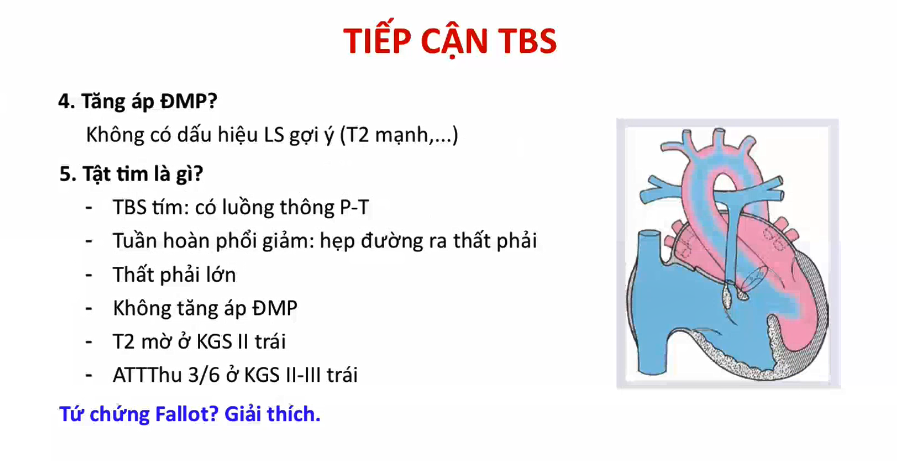 TIẾP CẬN TBS
4. Tăng áp ĐMP?
Không có dấu hiệu LS gợi ý (T2 mạnh,...)
5. Tật tim là gì?
- TBS tím: có luồng thông P-T
- Tuần hoàn phổi giảm: hẹp đường ra thất phải
- Thất phải lớn
- Không tăng áp ĐMP
- T2 mờ ở KGS II trái
- ATTThu 3/6 ở KGS II-III trái
Tứ chứng Fallot? Giải thích.